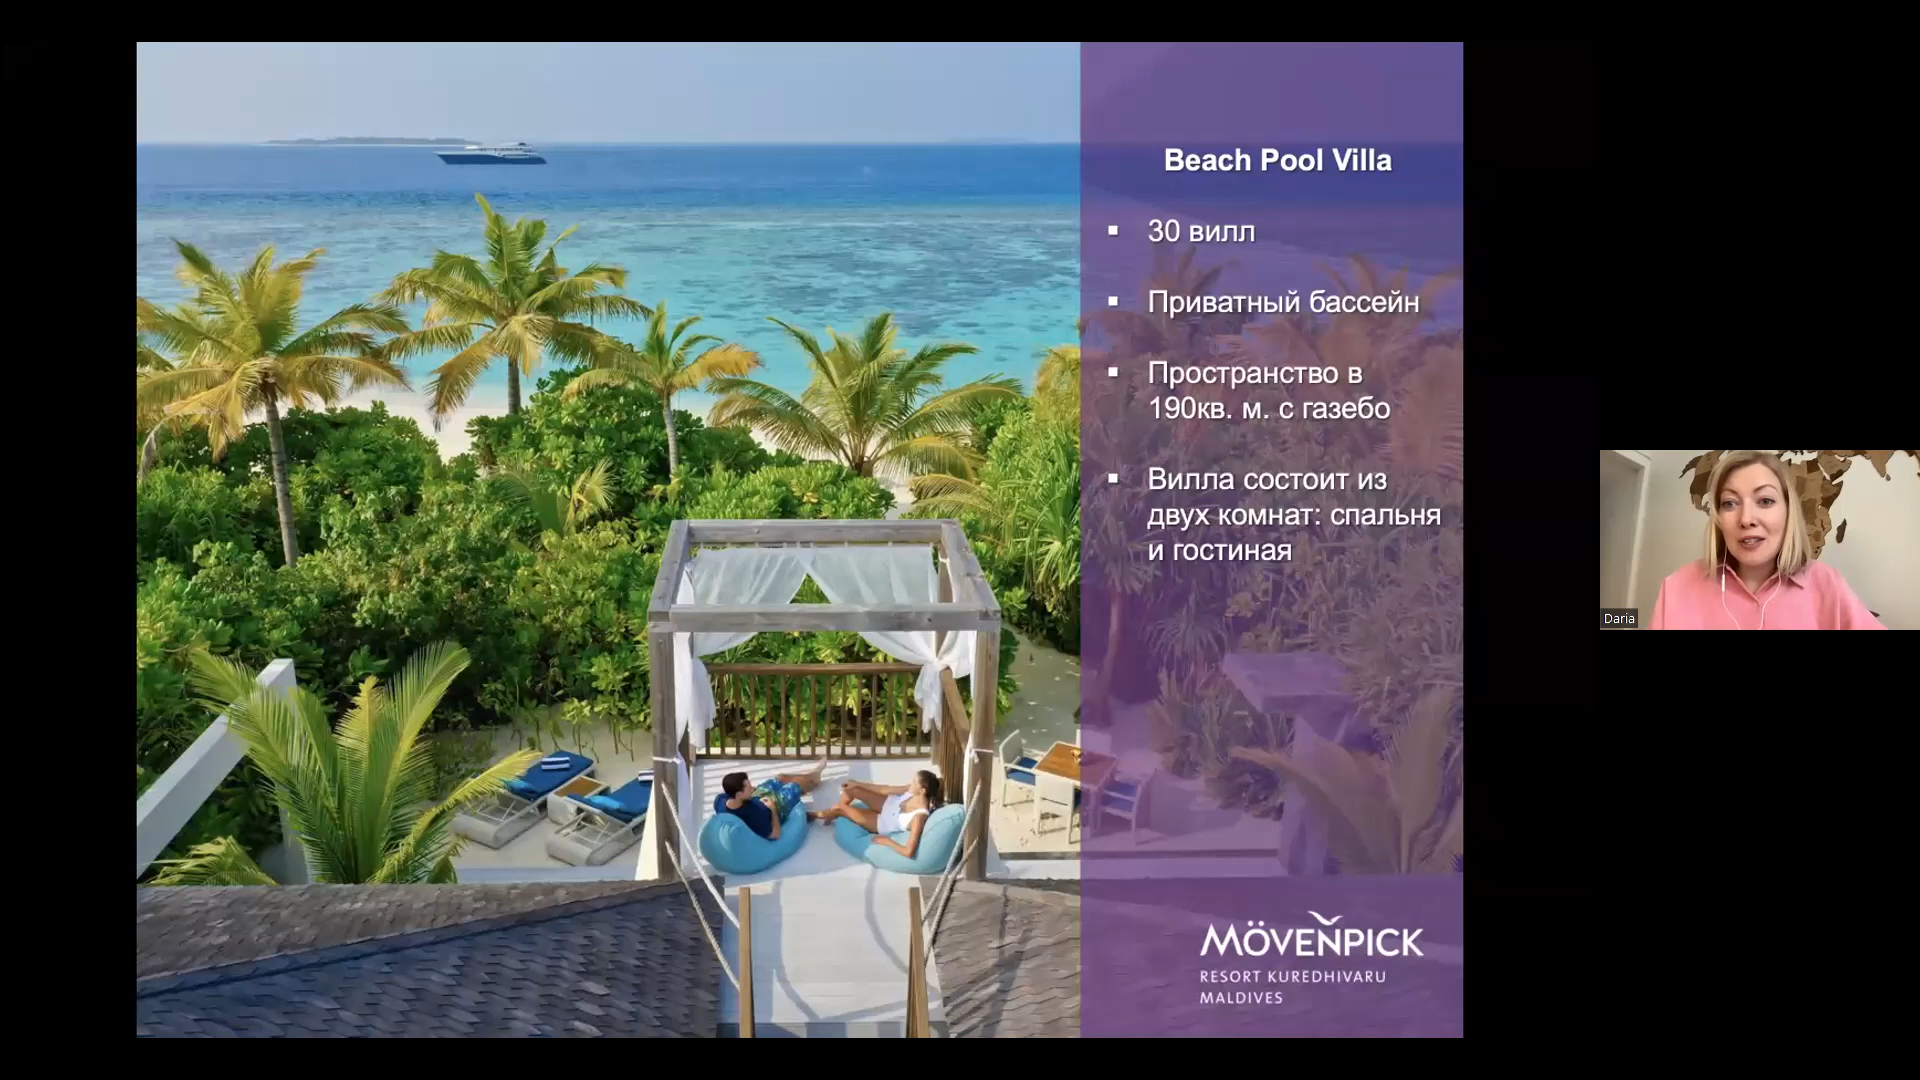 Beach Pool Villa
▪ 30 вилл
▪ Приватный бассейн
▪ Пространство в
190кв. м. с газебо
▪ Вилла состоит из
двух комнат: спальня
и гостиная
MÖVENPICK
RESORT KUREDHIVARU
MALDIVES
Daria